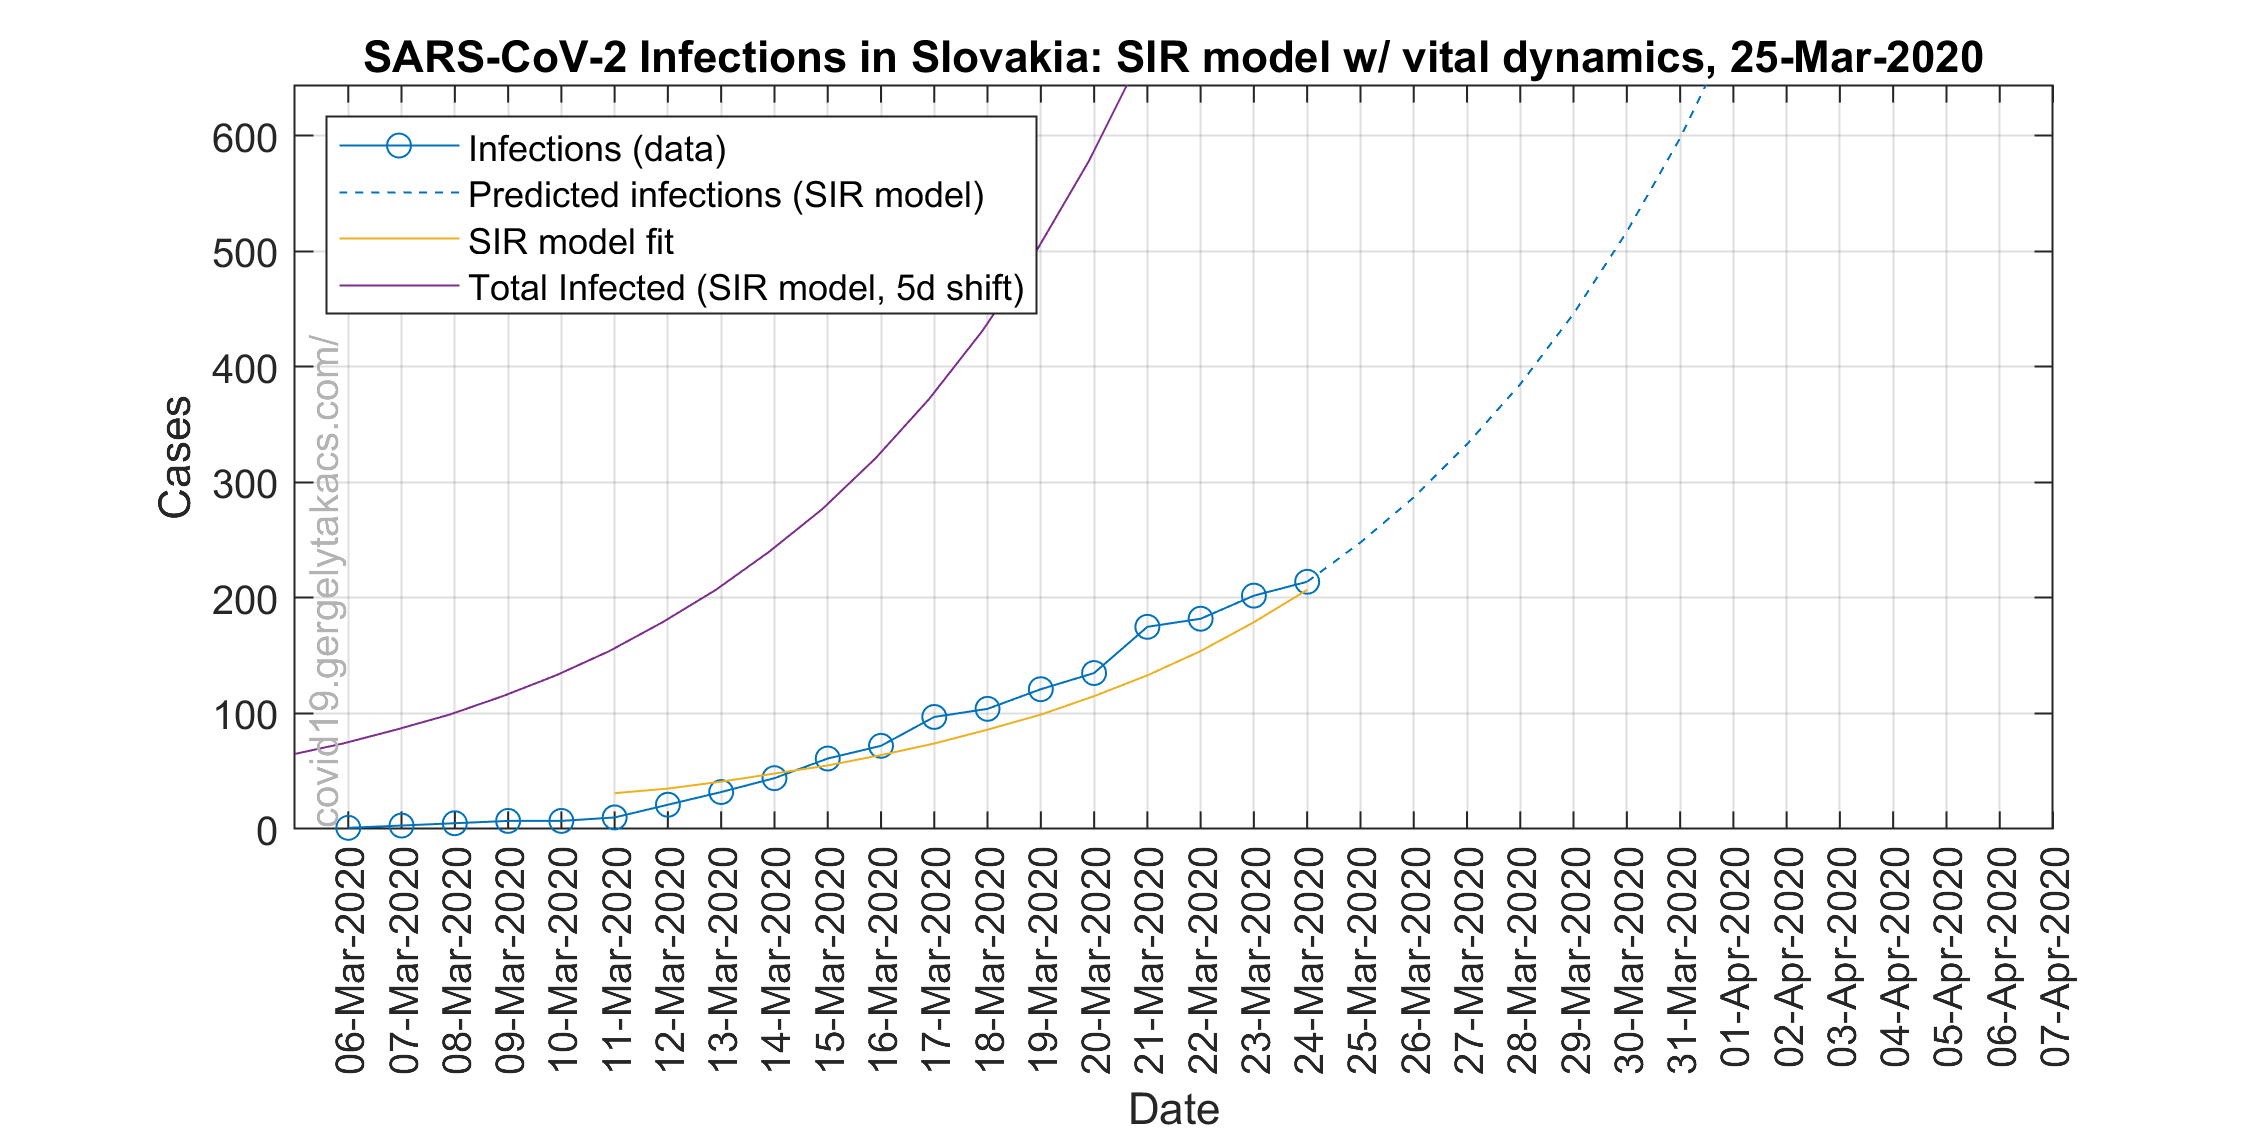 SARS-CoV-2 Infections in Slovakia: SIR model w/ vital dynamics, 25-Mar-2020
Infections (data)
Predicted infections (SIR model)
SIR model fit
Total Infected (SIR model, 5d shift)
600
500
400
300
200
100
0
Cases
covid19.gergelytakacs.com/
06-Mar-2020
07-Mar-2020
08-Mar-2020
09-Mar-2020
10-Mar-2020
11-Mar-2020
12-Mar-2020
13-Mar-2020
14-Mar-2020
15-Mar-2020
16-Mar-2020
17-Mar-2020
18-Mar-2020
19-Mar-2020
20-Mar-2020
21-Mar-2020
22-Mar-2020
23-Mar-2020
24-Mar-2020
25-Mar-2020
26-Mar-2020
27-Mar-2020
28-Mar-2020
29-Mar-2020
30-Mar-2020
31-Mar-2020
01-Apr-2020
02-Apr-2020
03-Apr-2020
04-Apr-2020
05-Apr-2020
06-Apr-2020
07-Apr-2020
Date